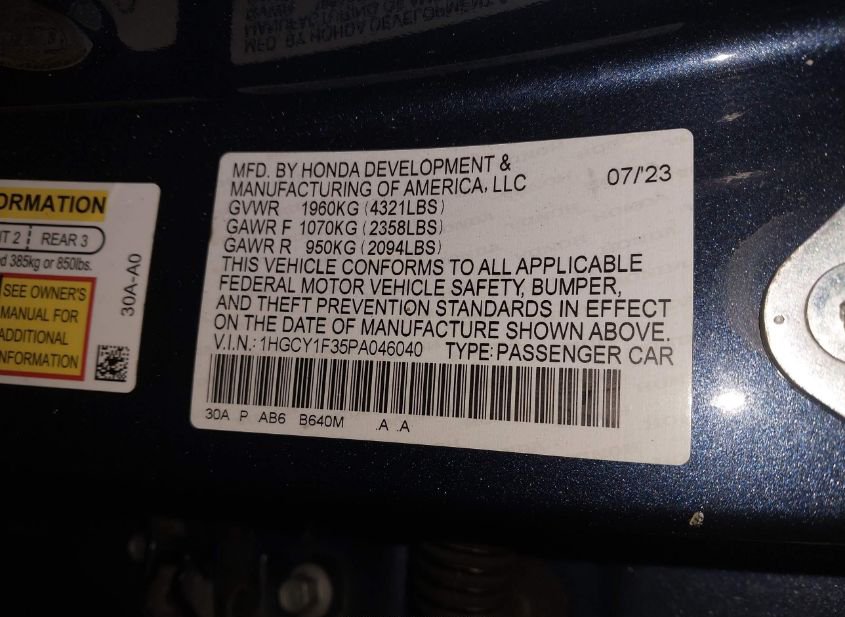 MFD. BY HONDA DEVELOPMENT &
MANUFACTURING OF AMERICA, LLC 07/'23
GVWR 1960KG (4321LBS)
GAWR F 1070KG (2358LBS)
GAWR R 950KG (2094LBS)
THIS VEHICLE CONFORMS TO ALL APPLICABLE
FEDERAL MOTOR VEHICLE SAFETY, BUMPER,
AND THEFT PREVENTION STANDARDS IN EFFECT
ON THE DATE OF MANUFACTURE SHOWN ABOVE.
V.I.N.: 1HGCY1F35PA046040 TYPE: PASSENGER CAR
30A P AB6 B640M .A .A
ORMATION
T 2 REAR 3
d 385kg or 850lbs.
SEE OWNER'S
MANUAL FOR
ADDITIONAL
INFORMATION
30A-A0